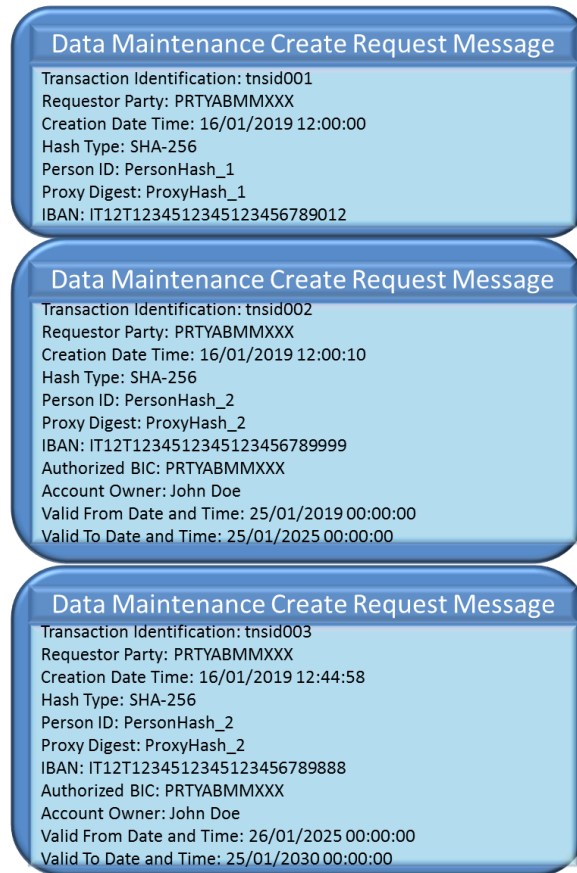 Data Maintenance Create Request Message
Transaction Identification: tnsid001
Requestor Party: PRTYABMMXXX
Creation Date Time: 16/01/2019 12:00:00
Hash Type: SHA-256
Person ID: PersonHash_1
Proxy Digest: ProxyHash_1
IBAN: IT12T1234512345123456789012
Data Maintenance Create Request Message
Transaction Identification: tnsid002
Requestor Party: PRTYABMMXXX
Creation Date Time: 16/01/2019 12:00:10
Hash Type: SHA-256
Person ID: PersonHash_2
Proxy Digest: ProxyHash_2
IBAN: IT12T1234512345123456789999
Authorized BIC: PRTYABMMXXX
Account Owner: John Doe
Valid From Date and Time: 25/01/2019 00:00:00
Valid To Date and Time: 25/01/2025 00:00:00
Data Maintenance Create Request Message
Transaction Identification: tnsid003
Requestor Party: PRTYABMMXXX
Creation Date Time: 16/01/2019 12:44:58
Hash Type: SHA-256
Person ID: PersonHash_2
Proxy Digest: ProxyHash_2
IBAN: IT12T1234512345123456789888
Authorized BIC: PRTYABMMXXX
Account Owner: John Doe
Valid From Date and Time: 26/01/2025 00:00:00
Valid To Date and Time: 25/01/2030 00:00:00